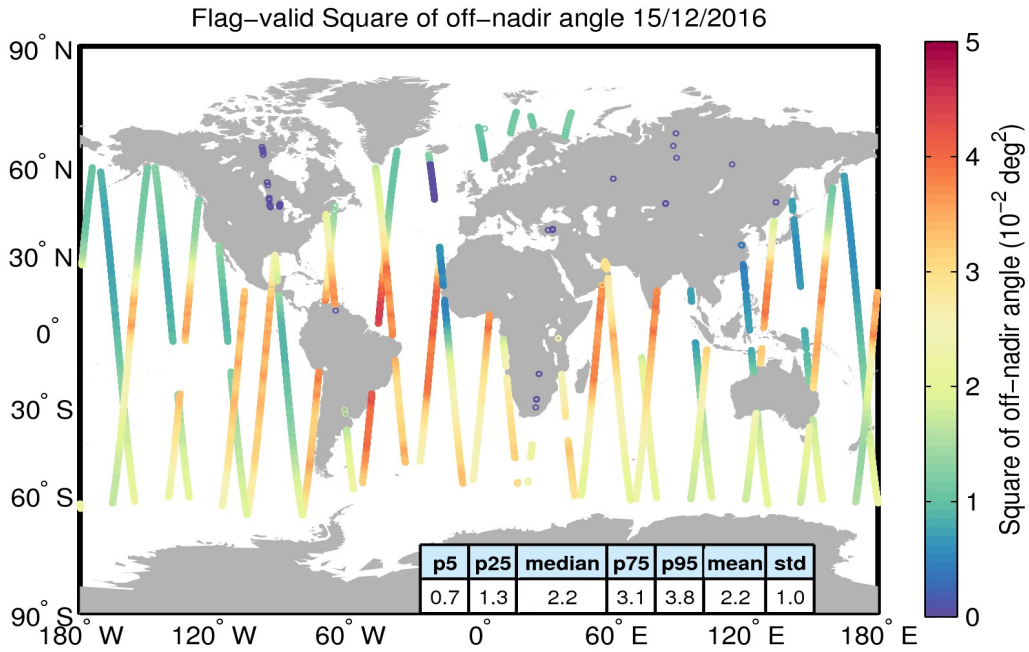 Flag−valid Square of off−nadir angle 15/12/2016
90° N
60° N
30° N
0°
30° S
60° S
90° S
180° W
120° W
60° W
0°
60° E
120° E
180° E
p5 p25 median p75 p95 mean std
0.7 1.3 2.2 3.1 3.8 2.2 1.0
5
4
3
2
1
0
Square of off−nadir angle (10⁻² deg²)